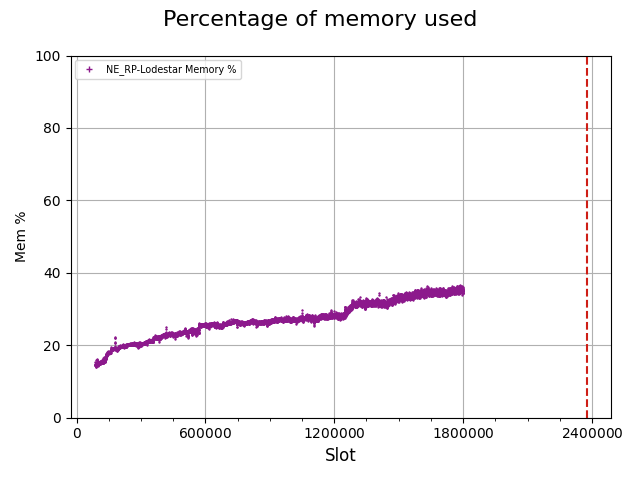 Percentage of memory used
NE_RP-Lodestar Memory %
Mem %
100
80
60
40
20
0
0 600000 1200000 1800000 2400000
Slot